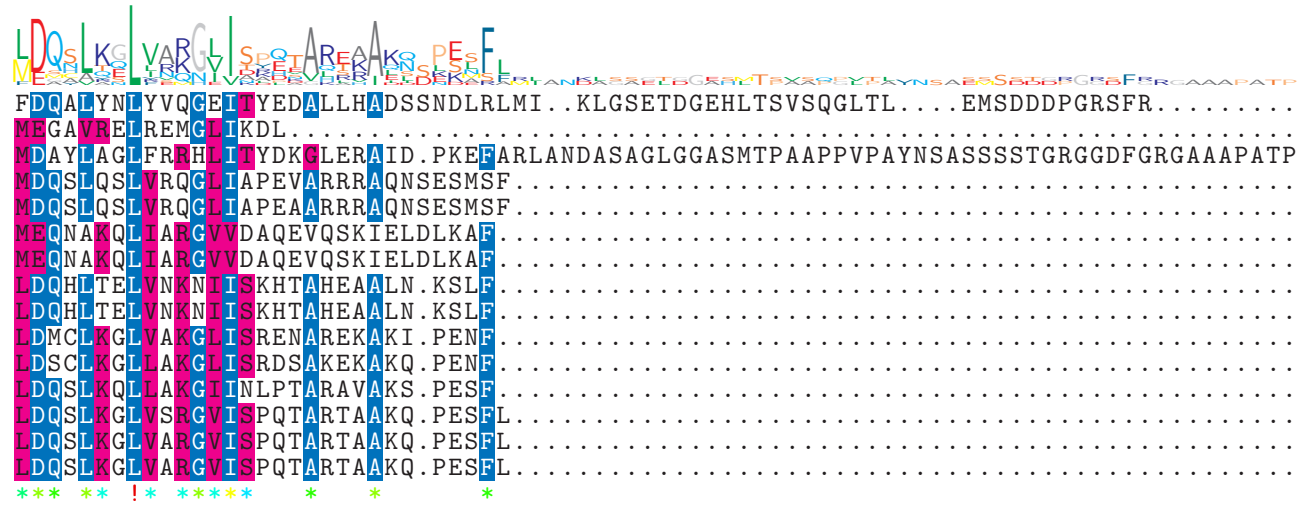 FDQALYNLYVQGEITYEDALLHADSSNDLRLMI..KLGSETDGEHLTSVSQGLTL....EMSDDDPGRSFR.........
MEGAVRELREMGLIKDL...............................................................
MDAYLAGLFRRHLITYDKGLERAID.PKEFARLANDASAGLGGASMTPAAPPVPAYNSASSSSTGRGGDFGRGAAAPATP
MDQSLQSLVRQGLIAPEVARRRAQNSESMSF.................................................
MDQSLQSLVRQGLIAPEAARRRAQNSESMSF.................................................
MEQNAKQLIARGVVDAQEVQSKIELDLKAF..................................................
MEQNAKQLIARGVVDAQEVQSKIELDLKAF..................................................
LDQHLTELVNKNIISKHTAHEAALN.KSLF..................................................
LDQHLTELVNKNIISKHTAHEAALN.KSLF..................................................
LDMCLKGLVAKGLISRENAREKAKI.PENF..................................................
LDSCLKGLLAKGLISRDSAKEKAKQ.PENF..................................................
LDQSLKQLLAKGIINLPTARAVAKS.PESF..................................................
LDQSLKGLVSRGVISPQTARTAAKQ.PESFL.................................................
LDQSLKGLVARGVISPQTARTAAKQ.PESFL.................................................
LDQSLKGLVARGVISPQTARTAAKQ.PESFL.................................................
*** ** !* ***** * * *